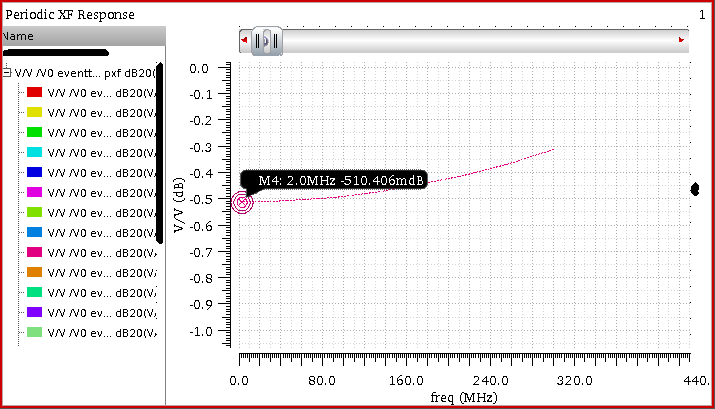 Periodic XF Response 1
Name
V/V /V0 eventt... pxf dB20(
V/V /V0 ev... dB20(V
V/V /V0 ev... dB20(V
V/V /V0 ev... dB20(V
V/V /V0 ev... dB20(V
V/V /V0 ev... dB20(V
V/V /V0 ev... dB20(V
V/V /V0 ev... dB20(V
V/V /V0 ev... dB20(V
V/V /V0 ev... dB20(V
V/V /V0 ev... dB20(V
V/V /V0 ev... dB20(V
V/V /V0 ev... dB20(V
V/V /V0 ev... dB20(V
V/V (dB)
0.0
-0.1
-0.2
-0.3
-0.4
-0.5
-0.6
-0.7
-0.8
-0.9
-1.0
M4: 2.0MHz -510.406mdB
0.0 80.0 160.0 240.0 320.0 440.
freq (MHz)